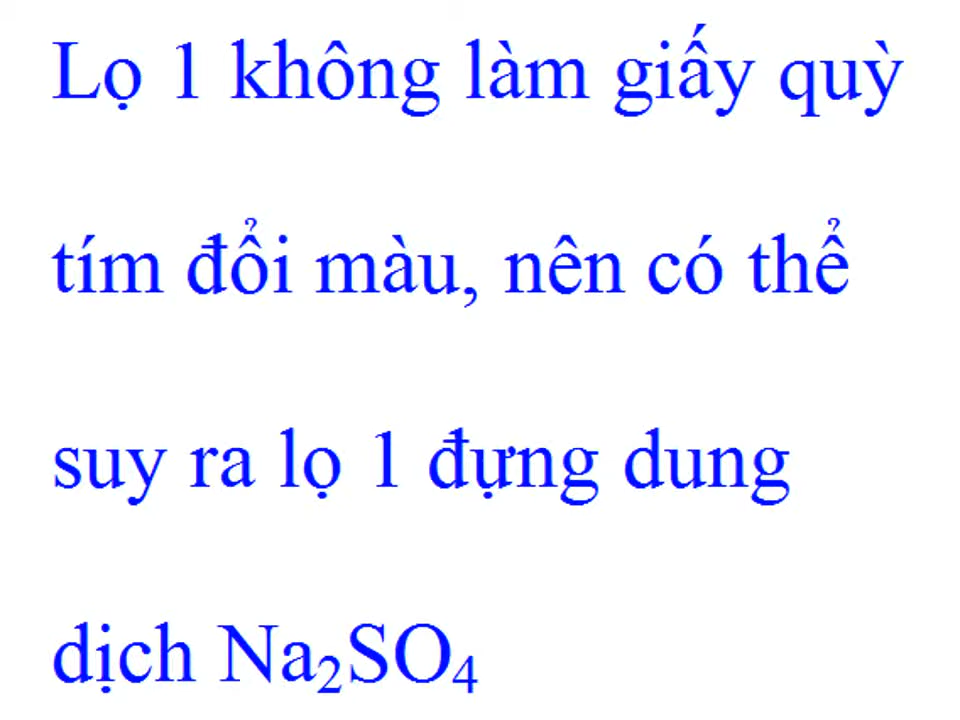 Lọ 1 không làm giấy quỳ
tím đổi màu, nên có thể
suy ra lọ 1 đựng dung
dịch Na₂SO₄